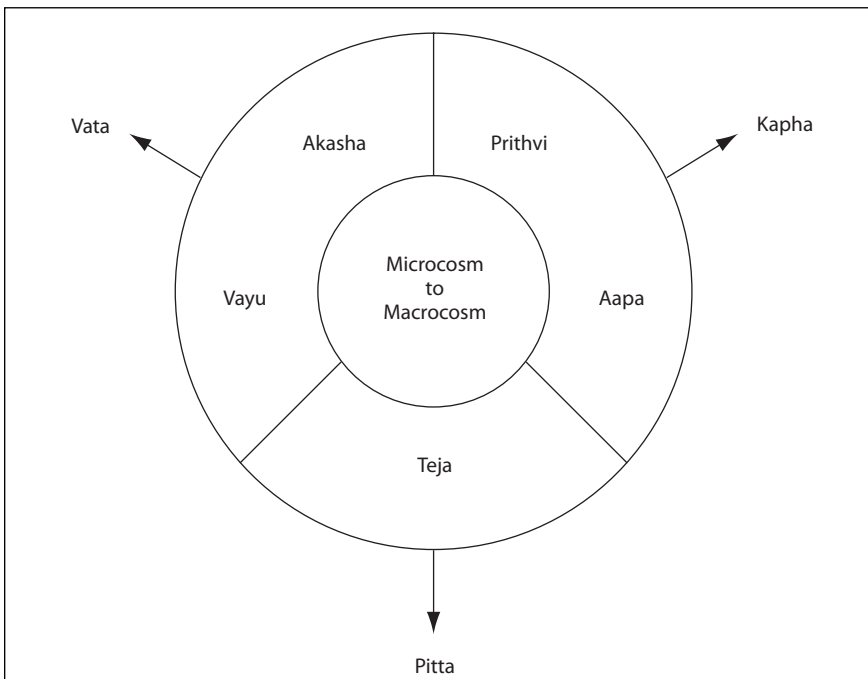 Vata
Kapha
Akasha
Prithvi
Microcosm
to
Macrocosm
Vayu
Aapa
Teja
Pitta